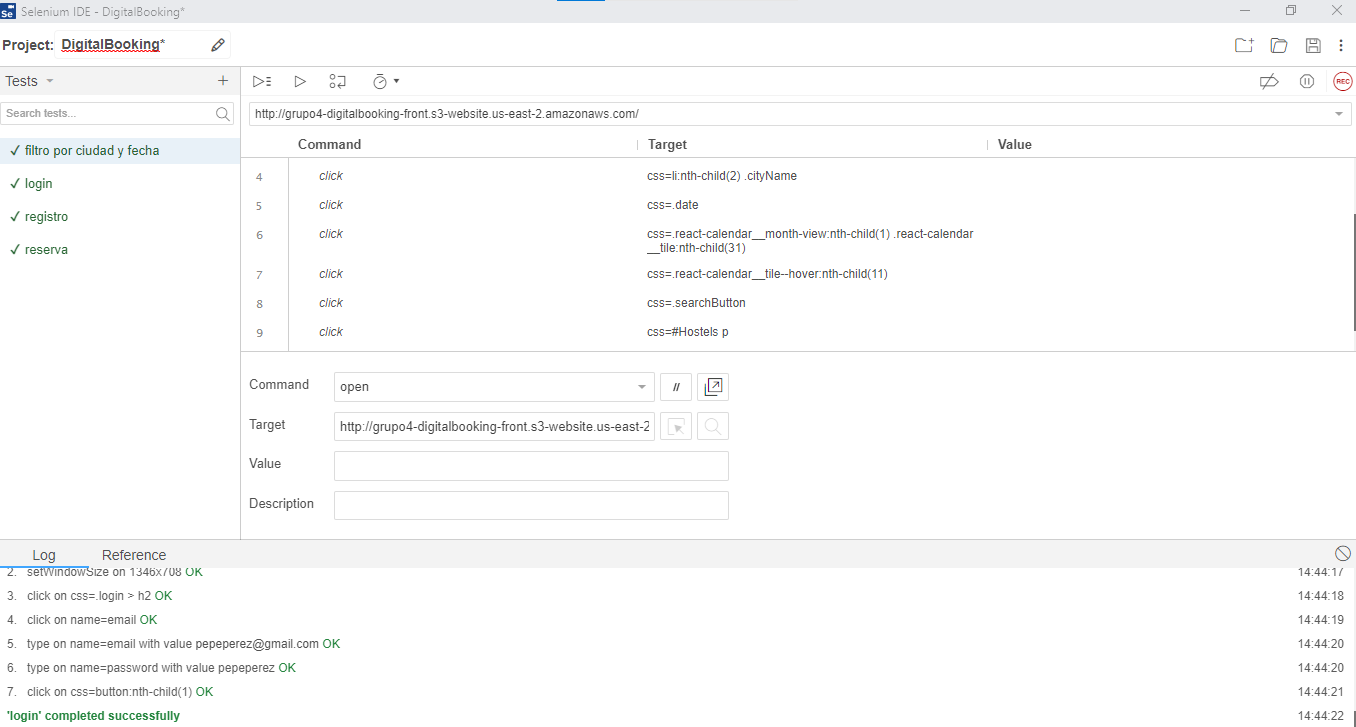 Se Selenium IDE - DigitalBooking*
Project: DigitalBooking*
Tests
REC
Search tests...
http://grupo4-digitalbooking-front.s3-website.us-east-2.amazonaws.com/
Command Target Value
✓ filtro por ciudad y fecha
✓ login
✓ registro
✓ reserva
4 click css=li:nth-child(2) .cityName
5 click css=.date
6 click css=.react-calendar__month-view:nth-child(1) .react-calendar
__tile:nth-child(31)
7 click css=.react-calendar__tile--hover:nth-child(11)
8 click css=.searchButton
9 click css=#Hostels p
Command open //
Target http://grupo4-digitalbooking-front.s3-website.us-east-2
Value
Description
Log Reference
2. setWindowSize on 1346x708 OK 14:44:17
3. click on css=.login > h2 OK 14:44:18
4. click on name=email OK 14:44:19
5. type on name=email with value pepeperez@gmail.com OK 14:44:20
6. type on name=password with value pepeperez OK 14:44:20
7. click on css=button:nth-child(1) OK 14:44:21
'login' completed successfully 14:44:22